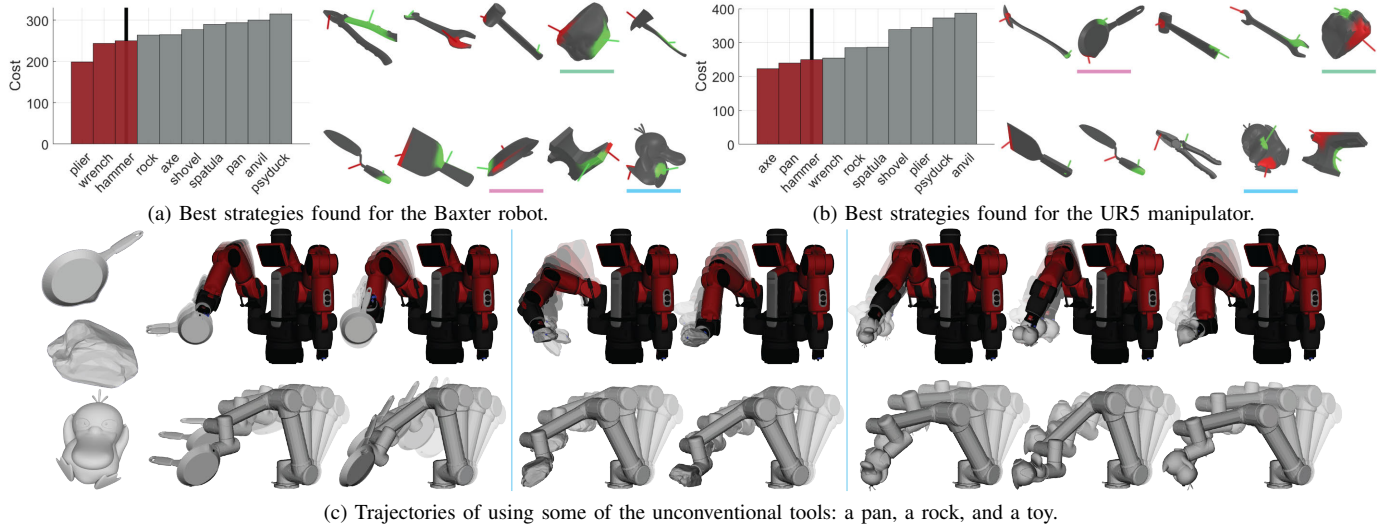 Cost
300
200
100
0
plier
wrench
hammer
rock
axe
shovel
spatula
pan
anvil
psyduck
(a) Best strategies found for the Baxter robot.
Cost
400
300
200
100
0
axe
pan
hammer
wrench
rock
spatula
shovel
plier
psyduck
anvil
(b) Best strategies found for the UR5 manipulator.
(c) Trajectories of using some of the unconventional tools: a pan, a rock, and a toy.